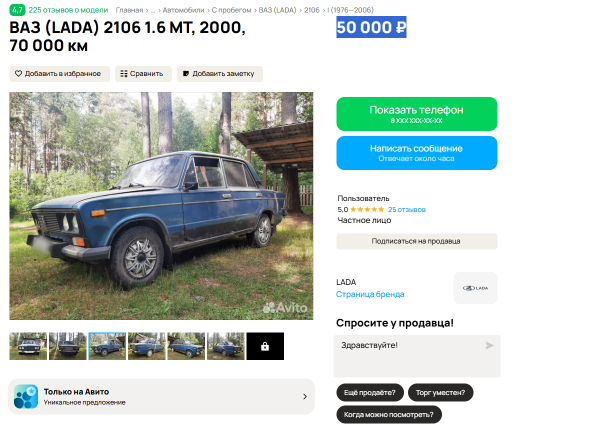 4,7 225 отзывов о модели Главная › ... › Автомобили › С пробегом › ВАЗ (LADA) › 2106 › I (1976—2006)
ВАЗ (LADA) 2106 1.6 MT, 2000,
70 000 км
50 000 ₽
Добавить в избранное
Сравнить
Добавить заметку
Avito
Только на Авито
Уникальное предложение
Показать телефон
8 XXX XXX-XX-XX
Написать сообщение
Отвечает около часа
Пользователь
5,0 ★★★★★ 25 отзывов
Частное лицо
Подписаться на продавца
LADA
Страница бренда
LADA
Спросите у продавца!
Здравствуйте!
Ещё продаёте?
Торг уместен?
Когда можно посмотреть?